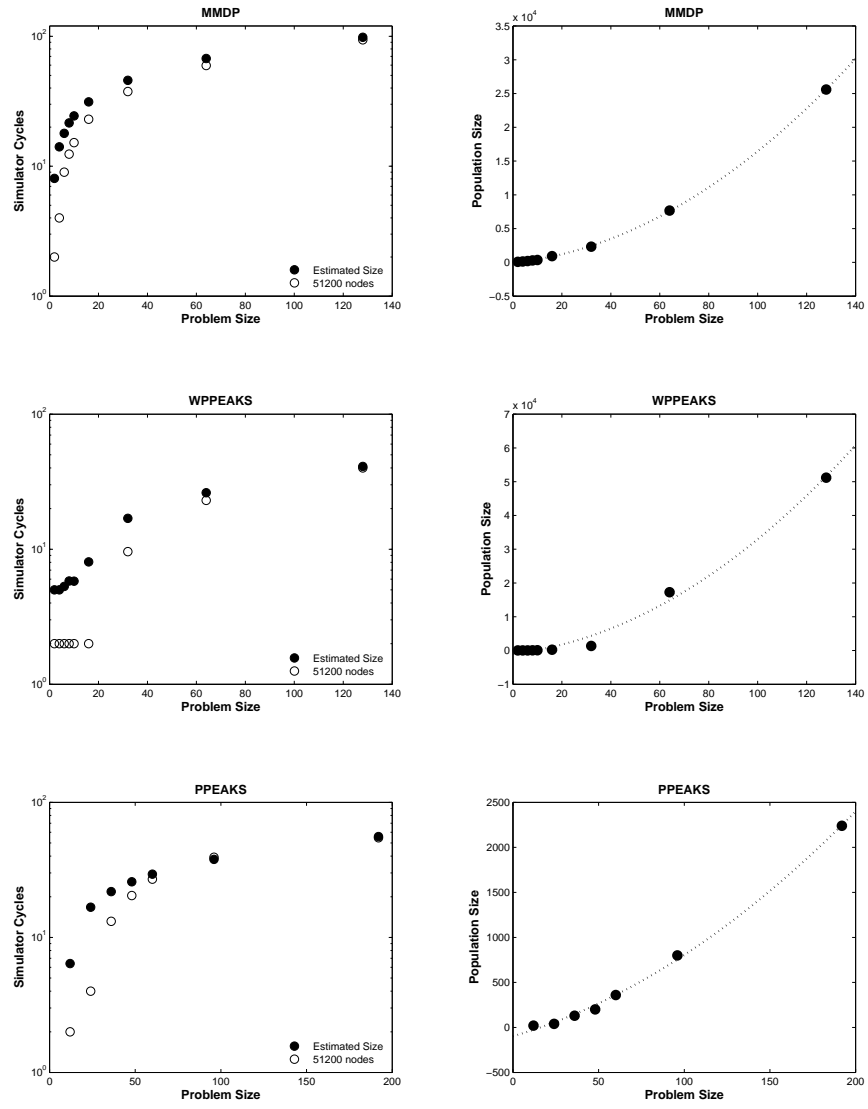 MMDP
10^2
10^1
10^0
Simulator Cycles
Estimated Size
51200 nodes
0 20 40 60 80 100 120 140
Problem Size
MMDP
x 10^4
3.5
3
2.5
2
1.5
1
0.5
0
−0.5
Population Size
0 20 40 60 80 100 120 140
Problem Size
WPPEAKS
10^2
10^1
10^0
Simulator Cycles
Estimated Size
51200 nodes
0 20 40 60 80 100 120 140
Problem Size
WPPEAKS
x 10^4
7
6
5
4
3
2
1
0
−1
Population Size
0 20 40 60 80 100 120 140
Problem Size
PPEAKS
10^2
10^1
10^0
Simulator Cycles
Estimated Size
51200 nodes
0 50 100 150 200
Problem Size
PPEAKS
2500
2000
1500
1000
500
0
−500
Population Size
0 50 100 150 200
Problem Size